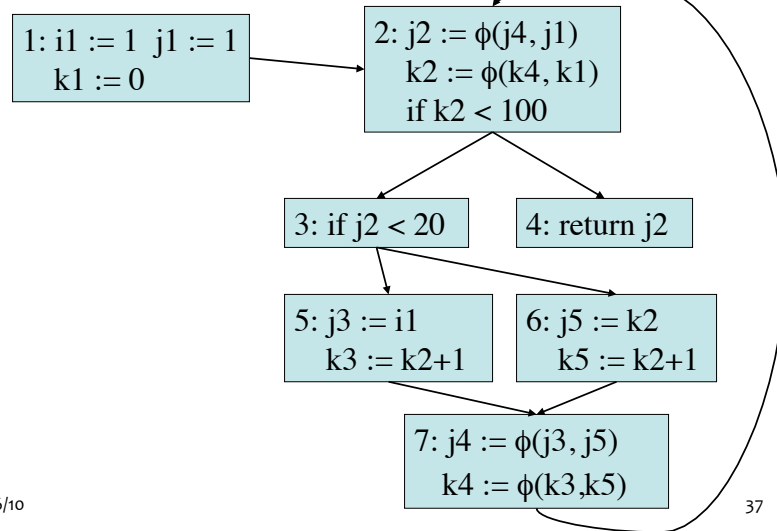 1: i1 := 1 j1 := 1
k1 := 0
2: j2 := ϕ(j4, j1)
k2 := ϕ(k4, k1)
if k2 < 100
3: if j2 < 20
4: return j2
5: j3 := i1
k3 := k2+1
6: j5 := k2
k5 := k2+1
7: j4 := ϕ(j3, j5)
k4 := ϕ(k3,k5)
/10
37